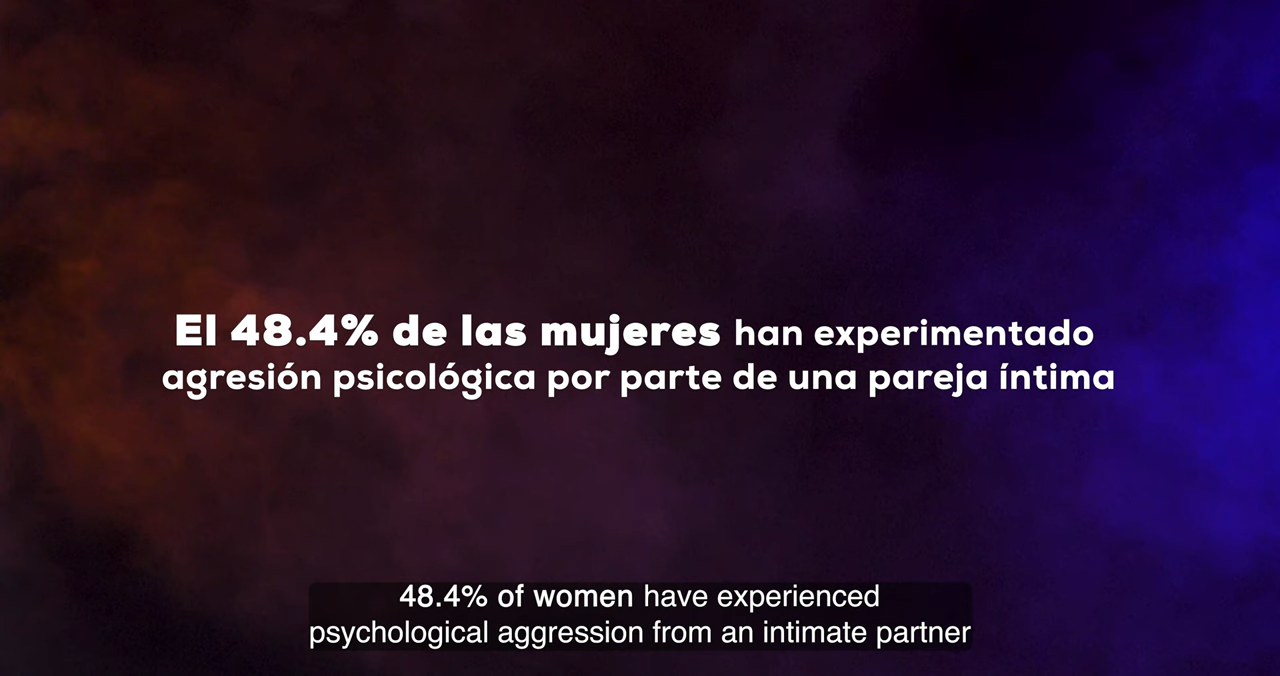 El 48.4% de las mujeres han experimentado
agresión psicológica por parte de una pareja íntima
48.4% of women have experienced
psychological aggression from an intimate partner